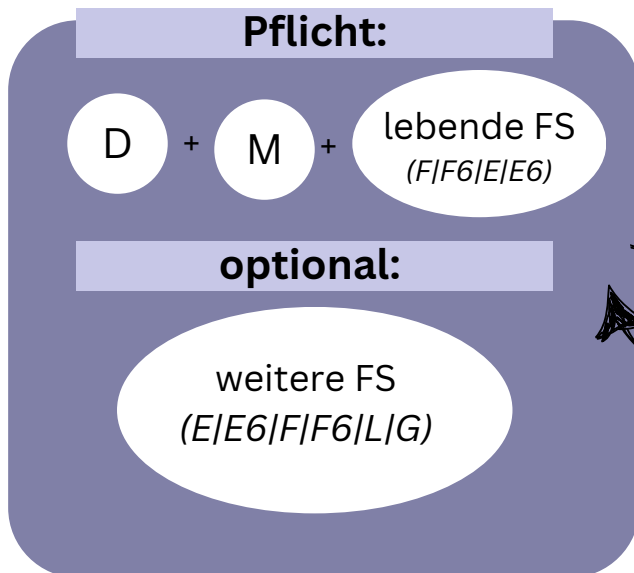 Pflicht:
D + M + lebende FS
(F|F6|E|E6)
optional:
weitere FS
(E|E6|F|F6|L|G)